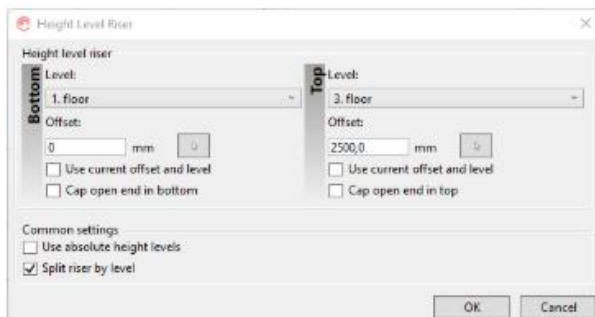 Height Level Riser
Height level riser
Bottom
Level:
1. floor
Offset:
0 mm
Use current offset and level
Cap open end in bottom
Top
Level:
3. floor
Offset:
2500,0 mm
Use current offset and level
Cap open end in top
Common settings
Use absolute height levels
Split riser by level
OK Cancel